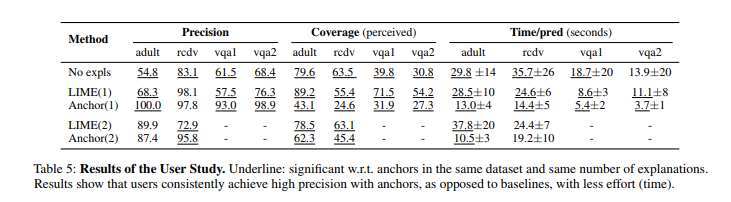 Method Precision Coverage (perceived) Time/pred (seconds)
adult rcdv vqa1 vqa2 adult rcdv vqa1 vqa2 adult rcdv vqa1 vqa2
No expls 54.8 83.1 61.5 68.4 79.6 63.5 39.8 30.8 29.8 ±14 35.7±26 18.7±20 13.9±20
LIME(1) 68.3 98.1 57.5 76.3 89.2 55.4 71.5 54.2 28.5±10 24.6±6 8.6±3 11.1±8
Anchor(1) 100.0 97.8 93.0 98.9 43.1 24.6 31.9 27.3 13.0±4 14.4±5 5.4±2 3.7±1
LIME(2) 89.9 72.9 - - 78.5 63.1 - - 37.8±20 24.4±7 - -
Anchor(2) 87.4 95.8 - - 62.3 45.4 - - 10.5±3 19.2±10 - -
Table 5: Results of the User Study. Underline: significant w.r.t. anchors in the same dataset and same number of explanations.
Results show that users consistently achieve high precision with anchors, as opposed to baselines, with less effort (time).